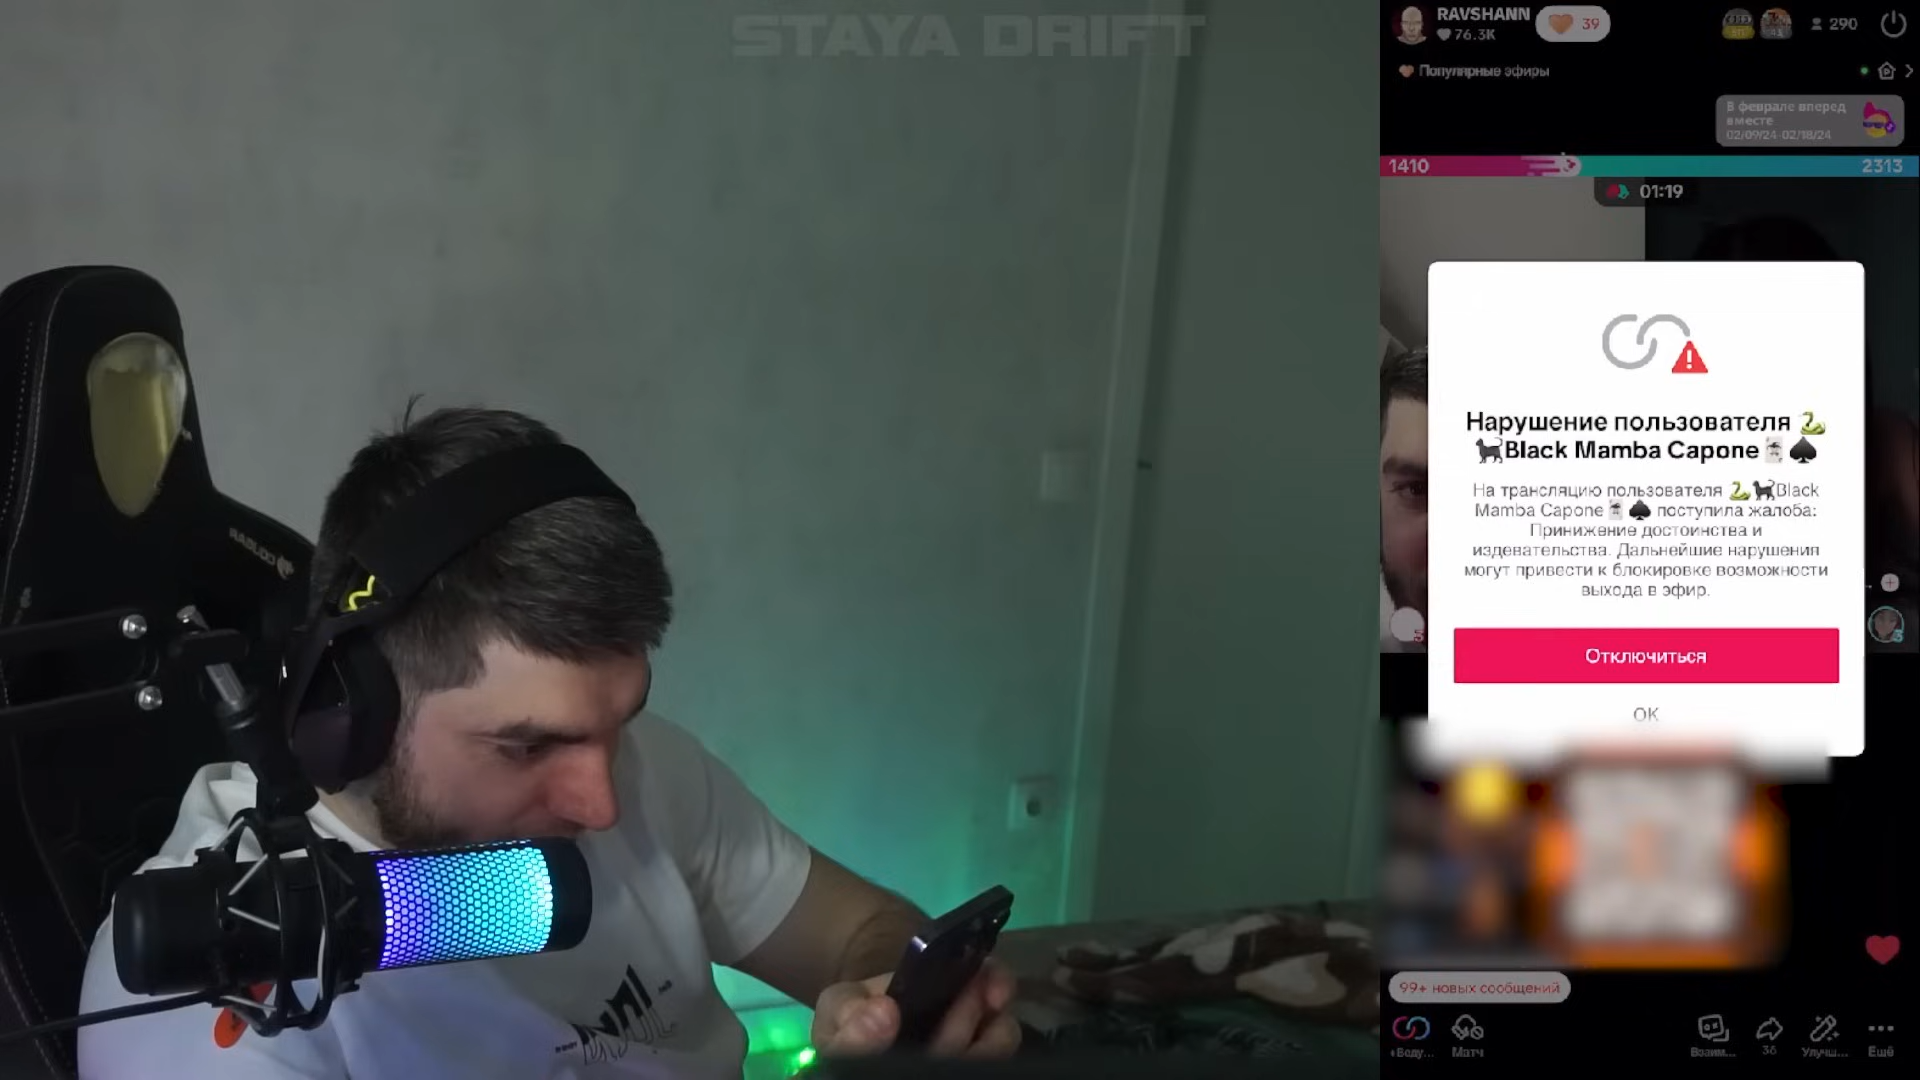 STAYA DRIFT
RAVSHANN
76.3K
39
290
Популярные эфиры
В феврале вперед
вместе
02/09/24-02/18/24
1410
2313
01:19
Нарушение пользователя 🐍
🐈‍⬛Black Mamba Capone🃏♠️
На трансляцию пользователя 🐍🐈‍⬛Black
Mamba Capone🃏♠️ поступила жалоба:
Принижение достоинства и
издевательства. Дальнейшие нарушения
могут привести к блокировке возможности
выхода в эфир.
Отключиться
OK
99+ новых сообщений
Матч
Взаим...
36
Улучш...
Ещё